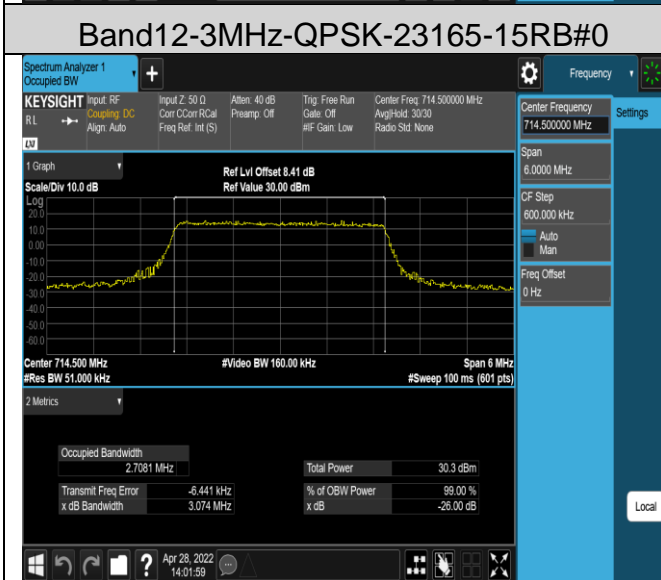 Band12-3MHz-QPSK-23165-15RB#0
Spectrum Analyzer 1
Occupied BW
+
Frequency
KEYSIGHT
RL
LXI
Input: RF
Coupling: DC
Align: Auto
Input Z: 50 Ω
Corr CCorr RCal
Freq Ref: Int (S)
Atten: 40 dB
Preamp: Off
Trig: Free Run
Gate: Off
#IF Gain: Low
Center Freq: 714.500000 MHz
Avg|Hold: 30/30
Radio Std: None
Center Frequency
714.500000 MHz
Settings
Span
6.0000 MHz
CF Step
600.000 kHz
Auto
Man
Freq Offset
0 Hz
Local
1 Graph
Scale/Div 10.0 dB
Ref Lvl Offset 8.41 dB
Ref Value 30.00 dBm
Log
20.0
10.0
0.00
-10.0
-20.0
-30.0
-40.0
-50.0
-60.0
Center 714.500 MHz
#Video BW 160.00 kHz
Span 6 MHz
#Res BW 51.000 kHz
#Sweep 100 ms (601 pts)
2 Metrics
Occupied Bandwidth
2.7081 MHz
Total Power 30.3 dBm
Transmit Freq Error -6.441 kHz
% of OBW Power 99.00 %
x dB Bandwidth 3.074 MHz
x dB -26.00 dB
?
Apr 28, 2022
14:01:59